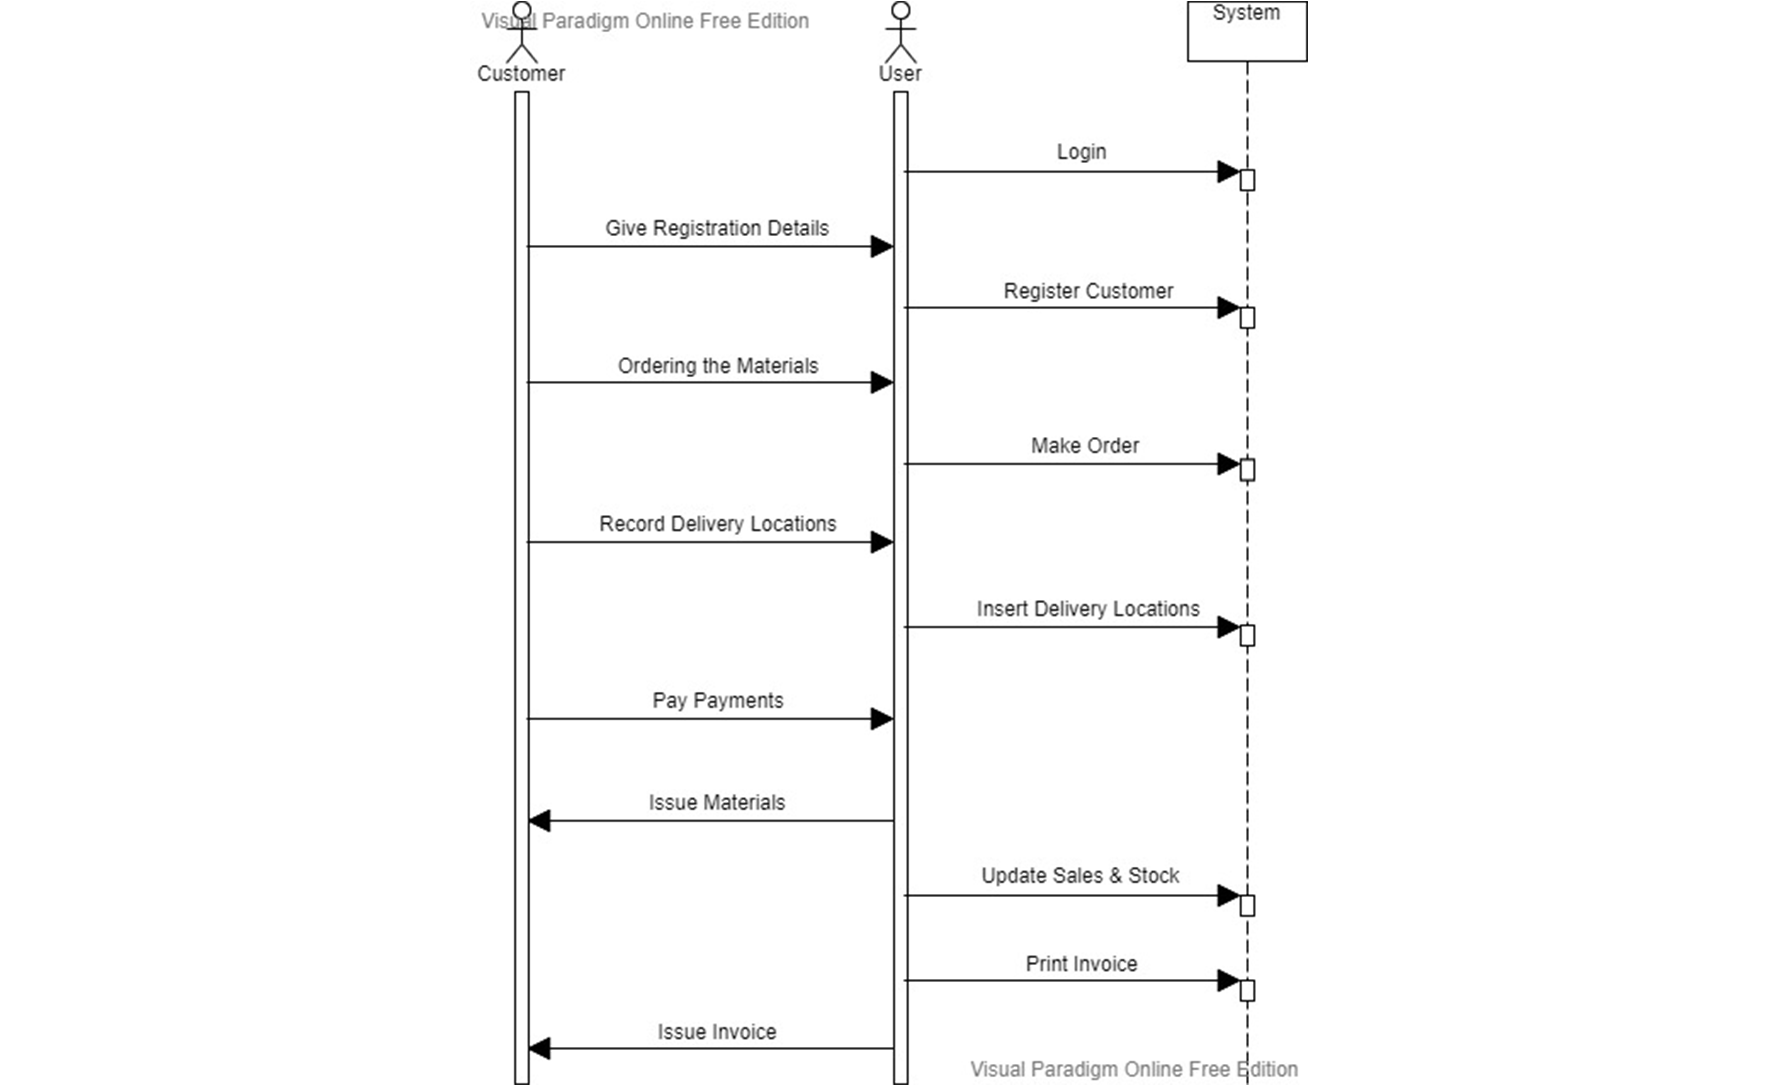 Visual Paradigm Online Free Edition
System
Customer
User
Login
Give Registration Details
Register Customer
Ordering the Materials
Make Order
Record Delivery Locations
Insert Delivery Locations
Pay Payments
Issue Materials
Update Sales & Stock
Print Invoice
Issue Invoice
Visual Paradigm Online Free Edition